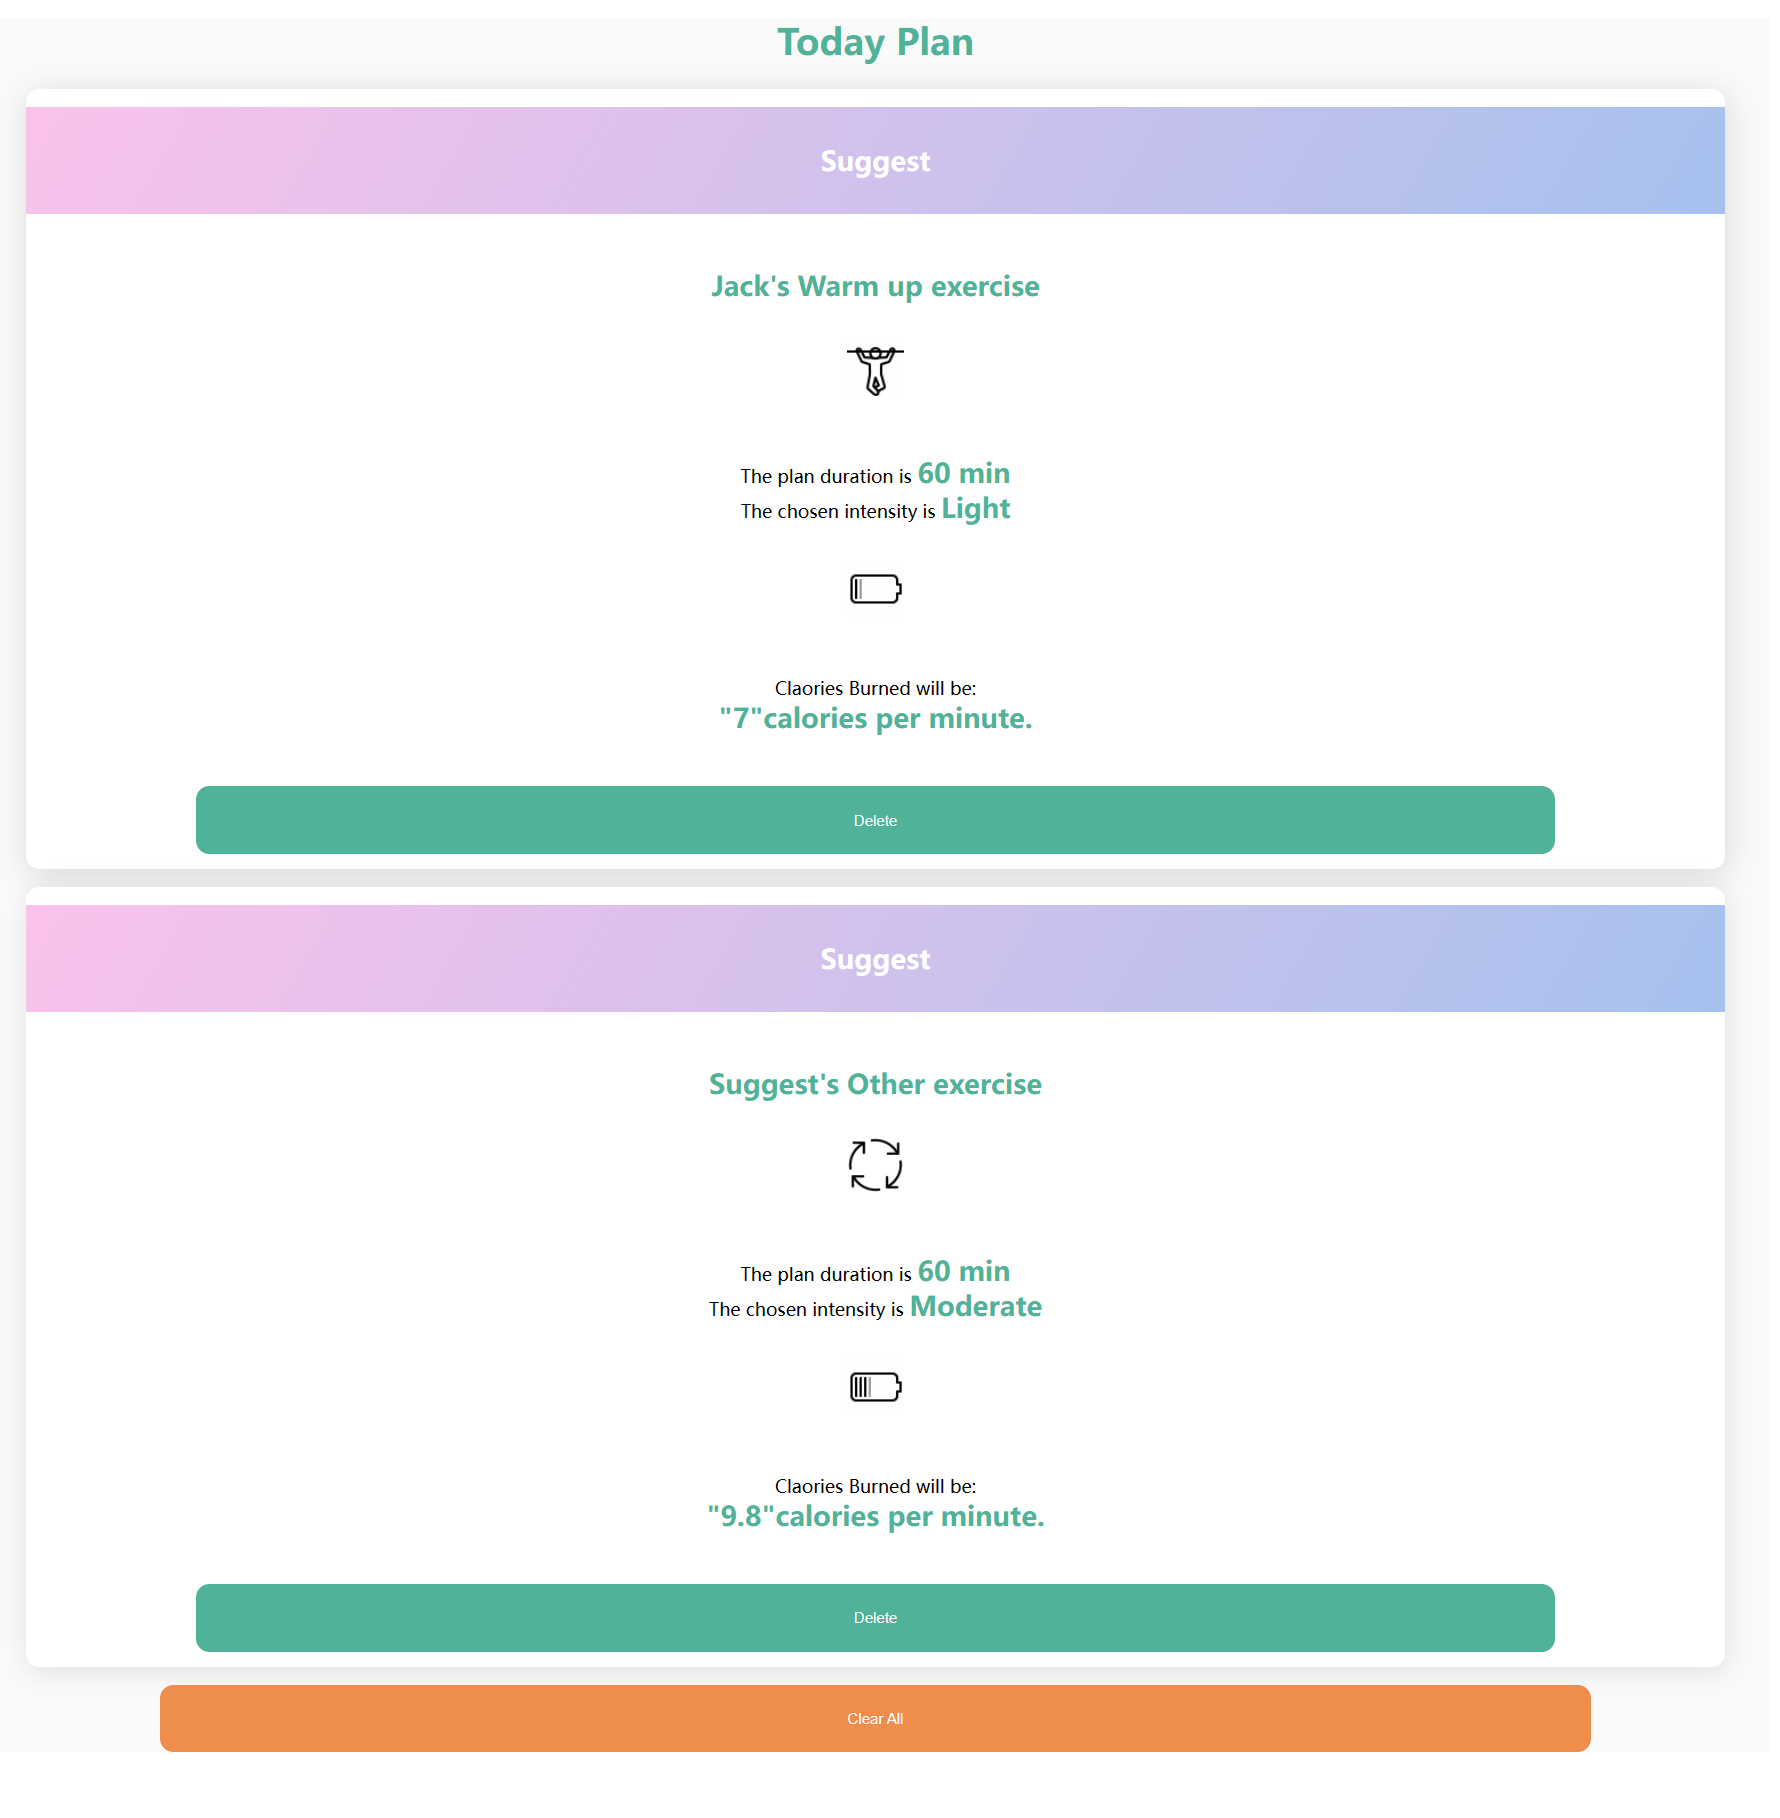 Today Plan
Suggest
Jack's Warm up exercise
The plan duration is 60 min
The chosen intensity is Light
Claories Burned will be:
"7"calories per minute.
Delete
Suggest
Suggest's Other exercise
The plan duration is 60 min
The chosen intensity is Moderate
Claories Burned will be:
"9.8"calories per minute.
Delete
Clear All